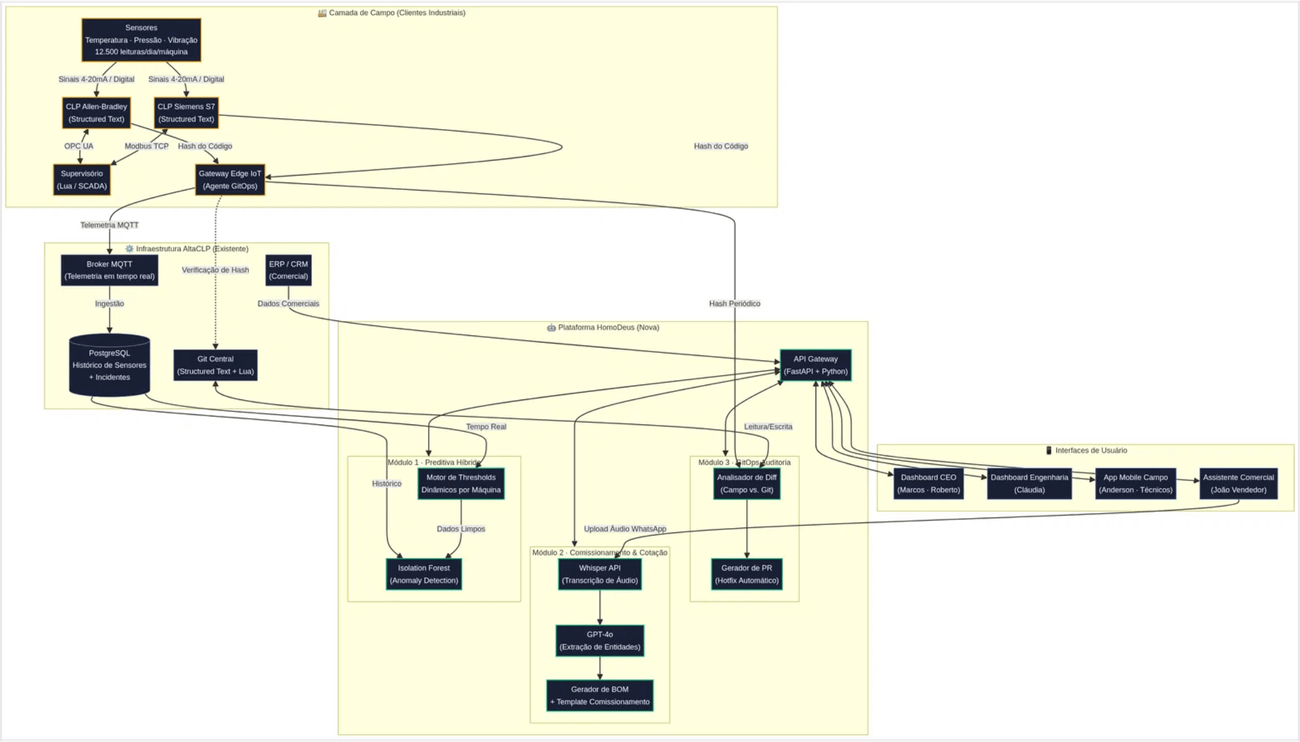 🏭 Camada de Campo (Clientes Industriais)
Sensores
Temperatura · Pressão · Vibração
12.500 leituras/dia/máquina
Sinais 4-20mA / Digital
Sinais 4-20mA / Digital
CLP Allen-Bradley
(Structured Text)
CLP Siemens S7
(Structured Text)
OPC UA
Modbus TCP
Hash do Código
Hash do Código
Supervisório
(Lua / SCADA)
Gateway Edge IoT
(Agente GitOps)
Telemetria MQTT
⚙️ Infraestrutura AltaCLP (Existente)
Broker MQTT
(Telemetria em tempo real)
Verificação de Hash
ERP / CRM
(Comercial)
Ingestão
Dados Comerciais
Hash Periódico
PostgreSQL
Histórico de Sensores
+ Incidentes
Git Central
(Structured Text + Lua)
🤖 Plataforma HomoDeus (Nova)
API Gateway
(FastAPI + Python)
Tempo Real
Leitura/Escrita
Módulo 1 - Preditiva Híbrida
Motor de Thresholds
Dinâmicos por Máquina
Histórico
Dados Limpos
Isolation Forest
(Anomaly Detection)
Módulo 3 - GitOps Auditoria
Analisador de Diff
(Campo vs. Git)
Gerador de PR
(Hotfix Automático)
Upload Áudio WhatsApp
Módulo 2 - Comissionamento & Cotação
Whisper API
(Transcrição de Áudio)
GPT-4o
(Extração de Entidades)
Gerador de BOM
+ Template Comissionamento
📱 Interfaces de Usuário
Dashboard CEO
(Marcos · Roberto)
Dashboard Engenharia
(Cláudia)
App Mobile Campo
(Anderson · Técnicos)
Assistente Comercial
(João Vendedor)